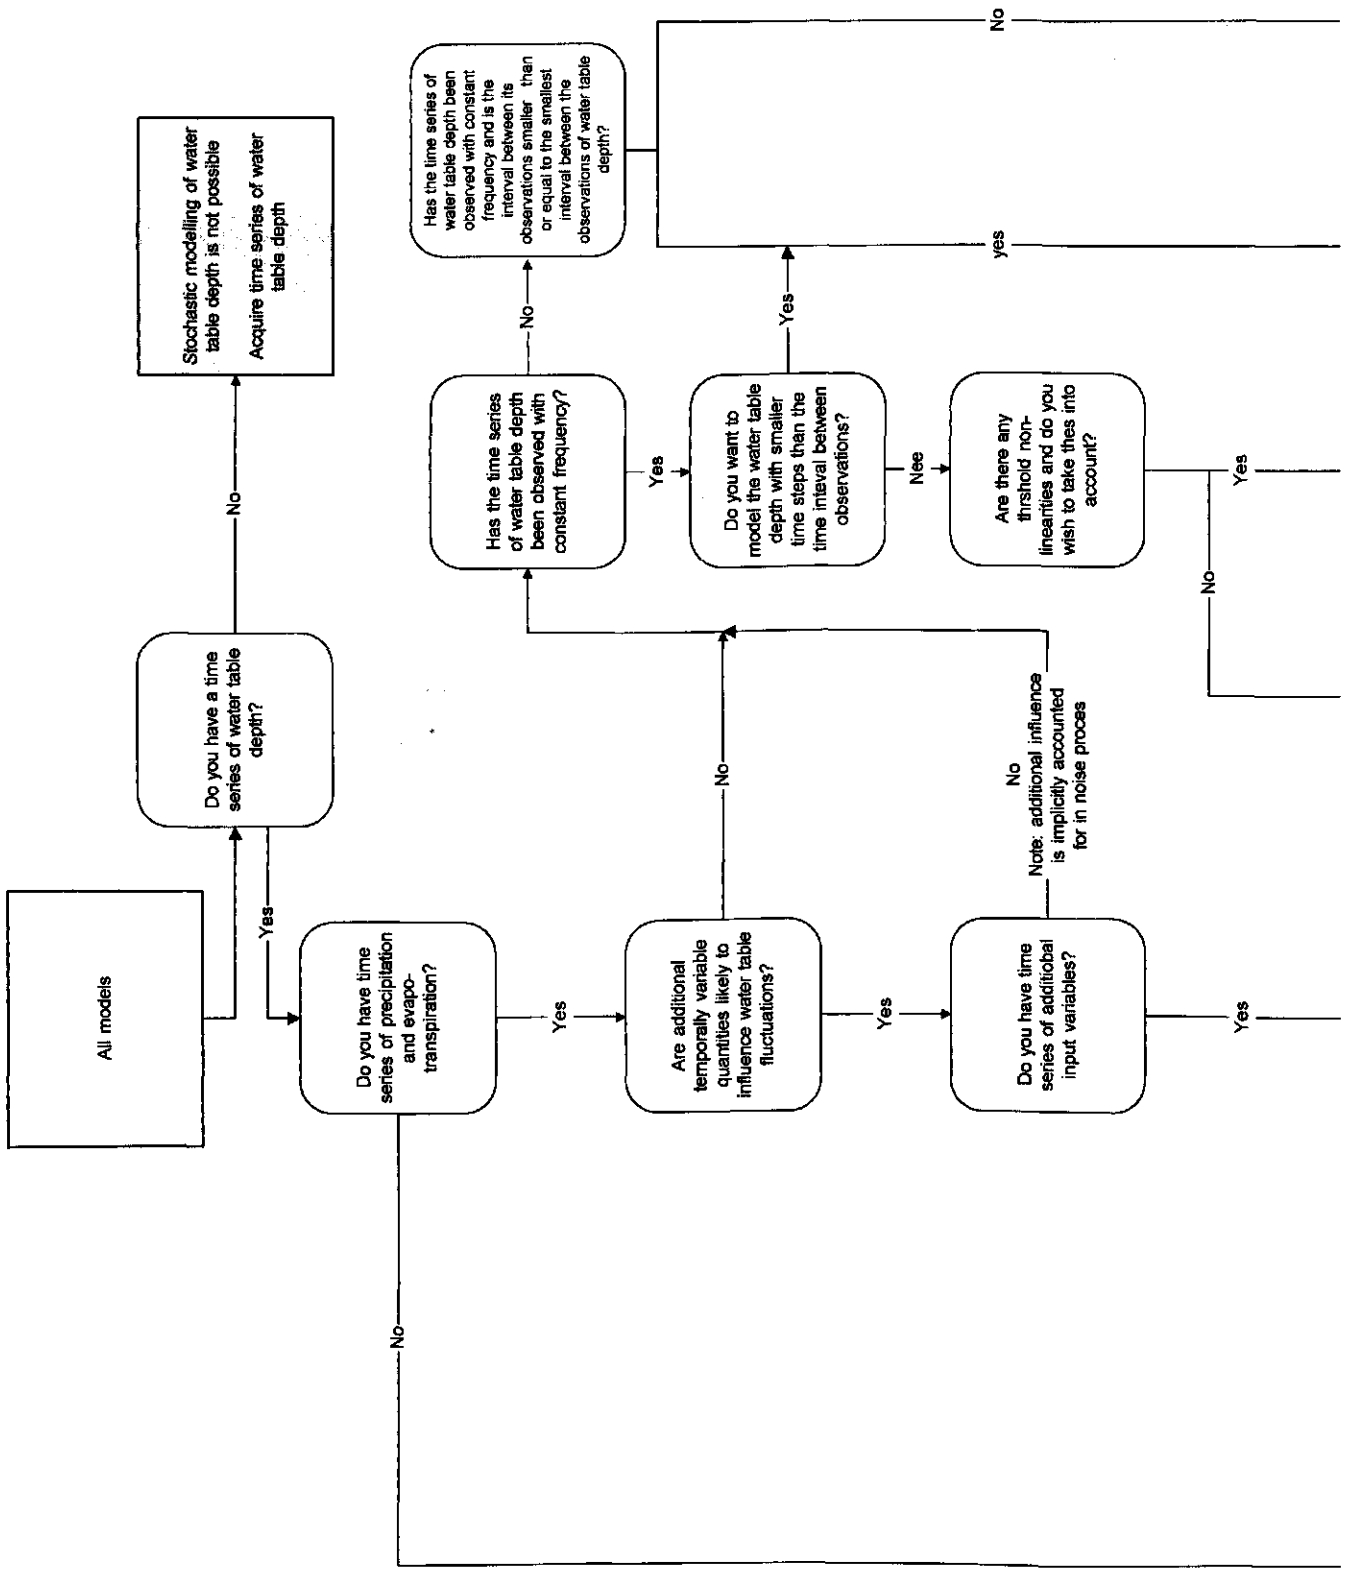 All models
Do you have a time
series of water table
depth?
No
Stochastic modelling of water
table depth is not possible
Acquire time series of water
table depth
Yes
Do you have time
series of precipitation
and evapo-
transpiration?
No
Yes
Are additional
temporally variable
quantities likely to
influence water table
fluctuations?
No
Yes
Do you have time
series of additiobal
input variables?
No
Note: additional influence
is implicitly accounted
for in noise proces
Yes
Has the time series
of water table depth
been observed with
constant frequency?
No
Has the time series of
water table depth been
observed with constant
frequency and is the
interval between its
observations smaller than
or equal to the smallest
interval between the
observations of water table
depth?
No
yes
Yes
Do you want to
model the water table
depth with smaller
time steps than the
time inteval between
observations?
Yes
Nee
Are there any
thrshold non-
linearities and do you
wish to take thes into
account?
No
Yes